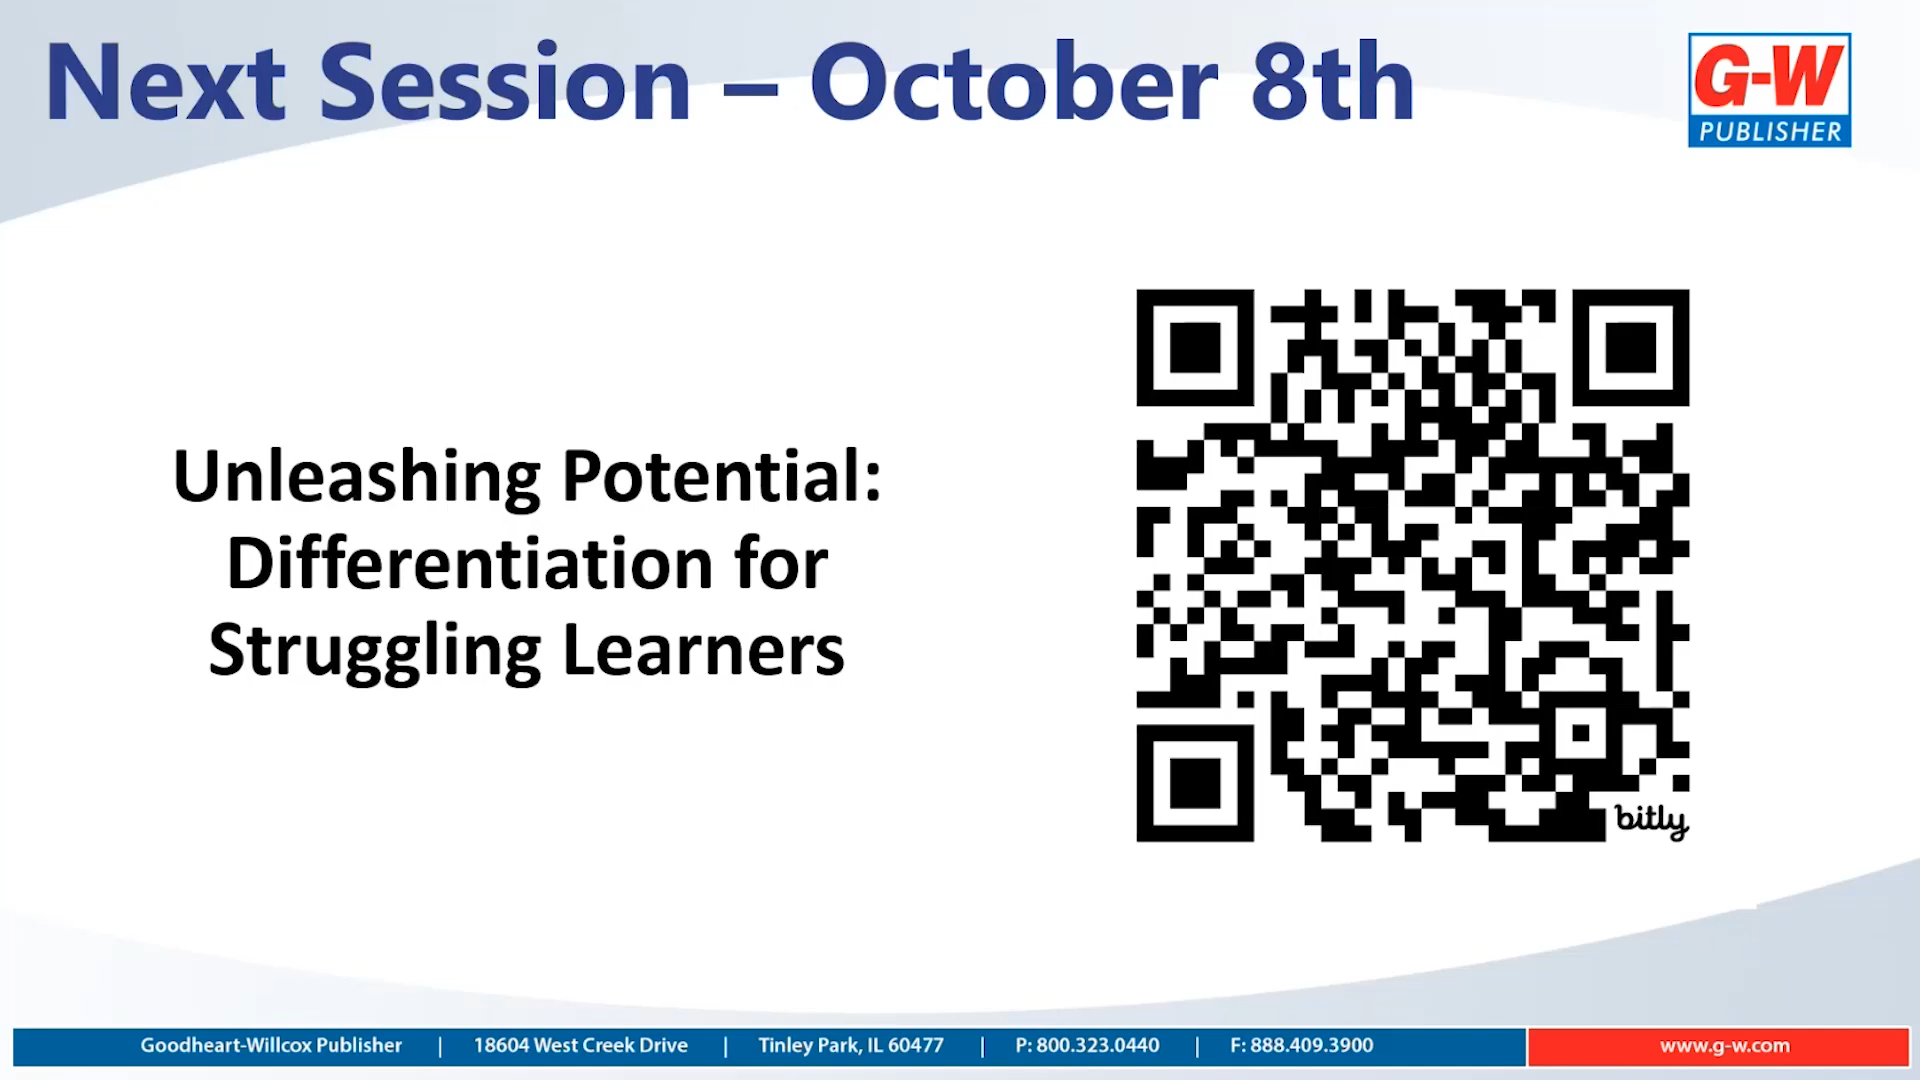 Next Session – October 8th
G-W
PUBLISHER
Unleashing Potential:
Differentiation for
Struggling Learners
bitly
Goodheart-Willcox Publisher | 18604 West Creek Drive | Tinley Park, IL 60477 | P: 800.323.0440 | F: 888.409.3900
www.g-w.com